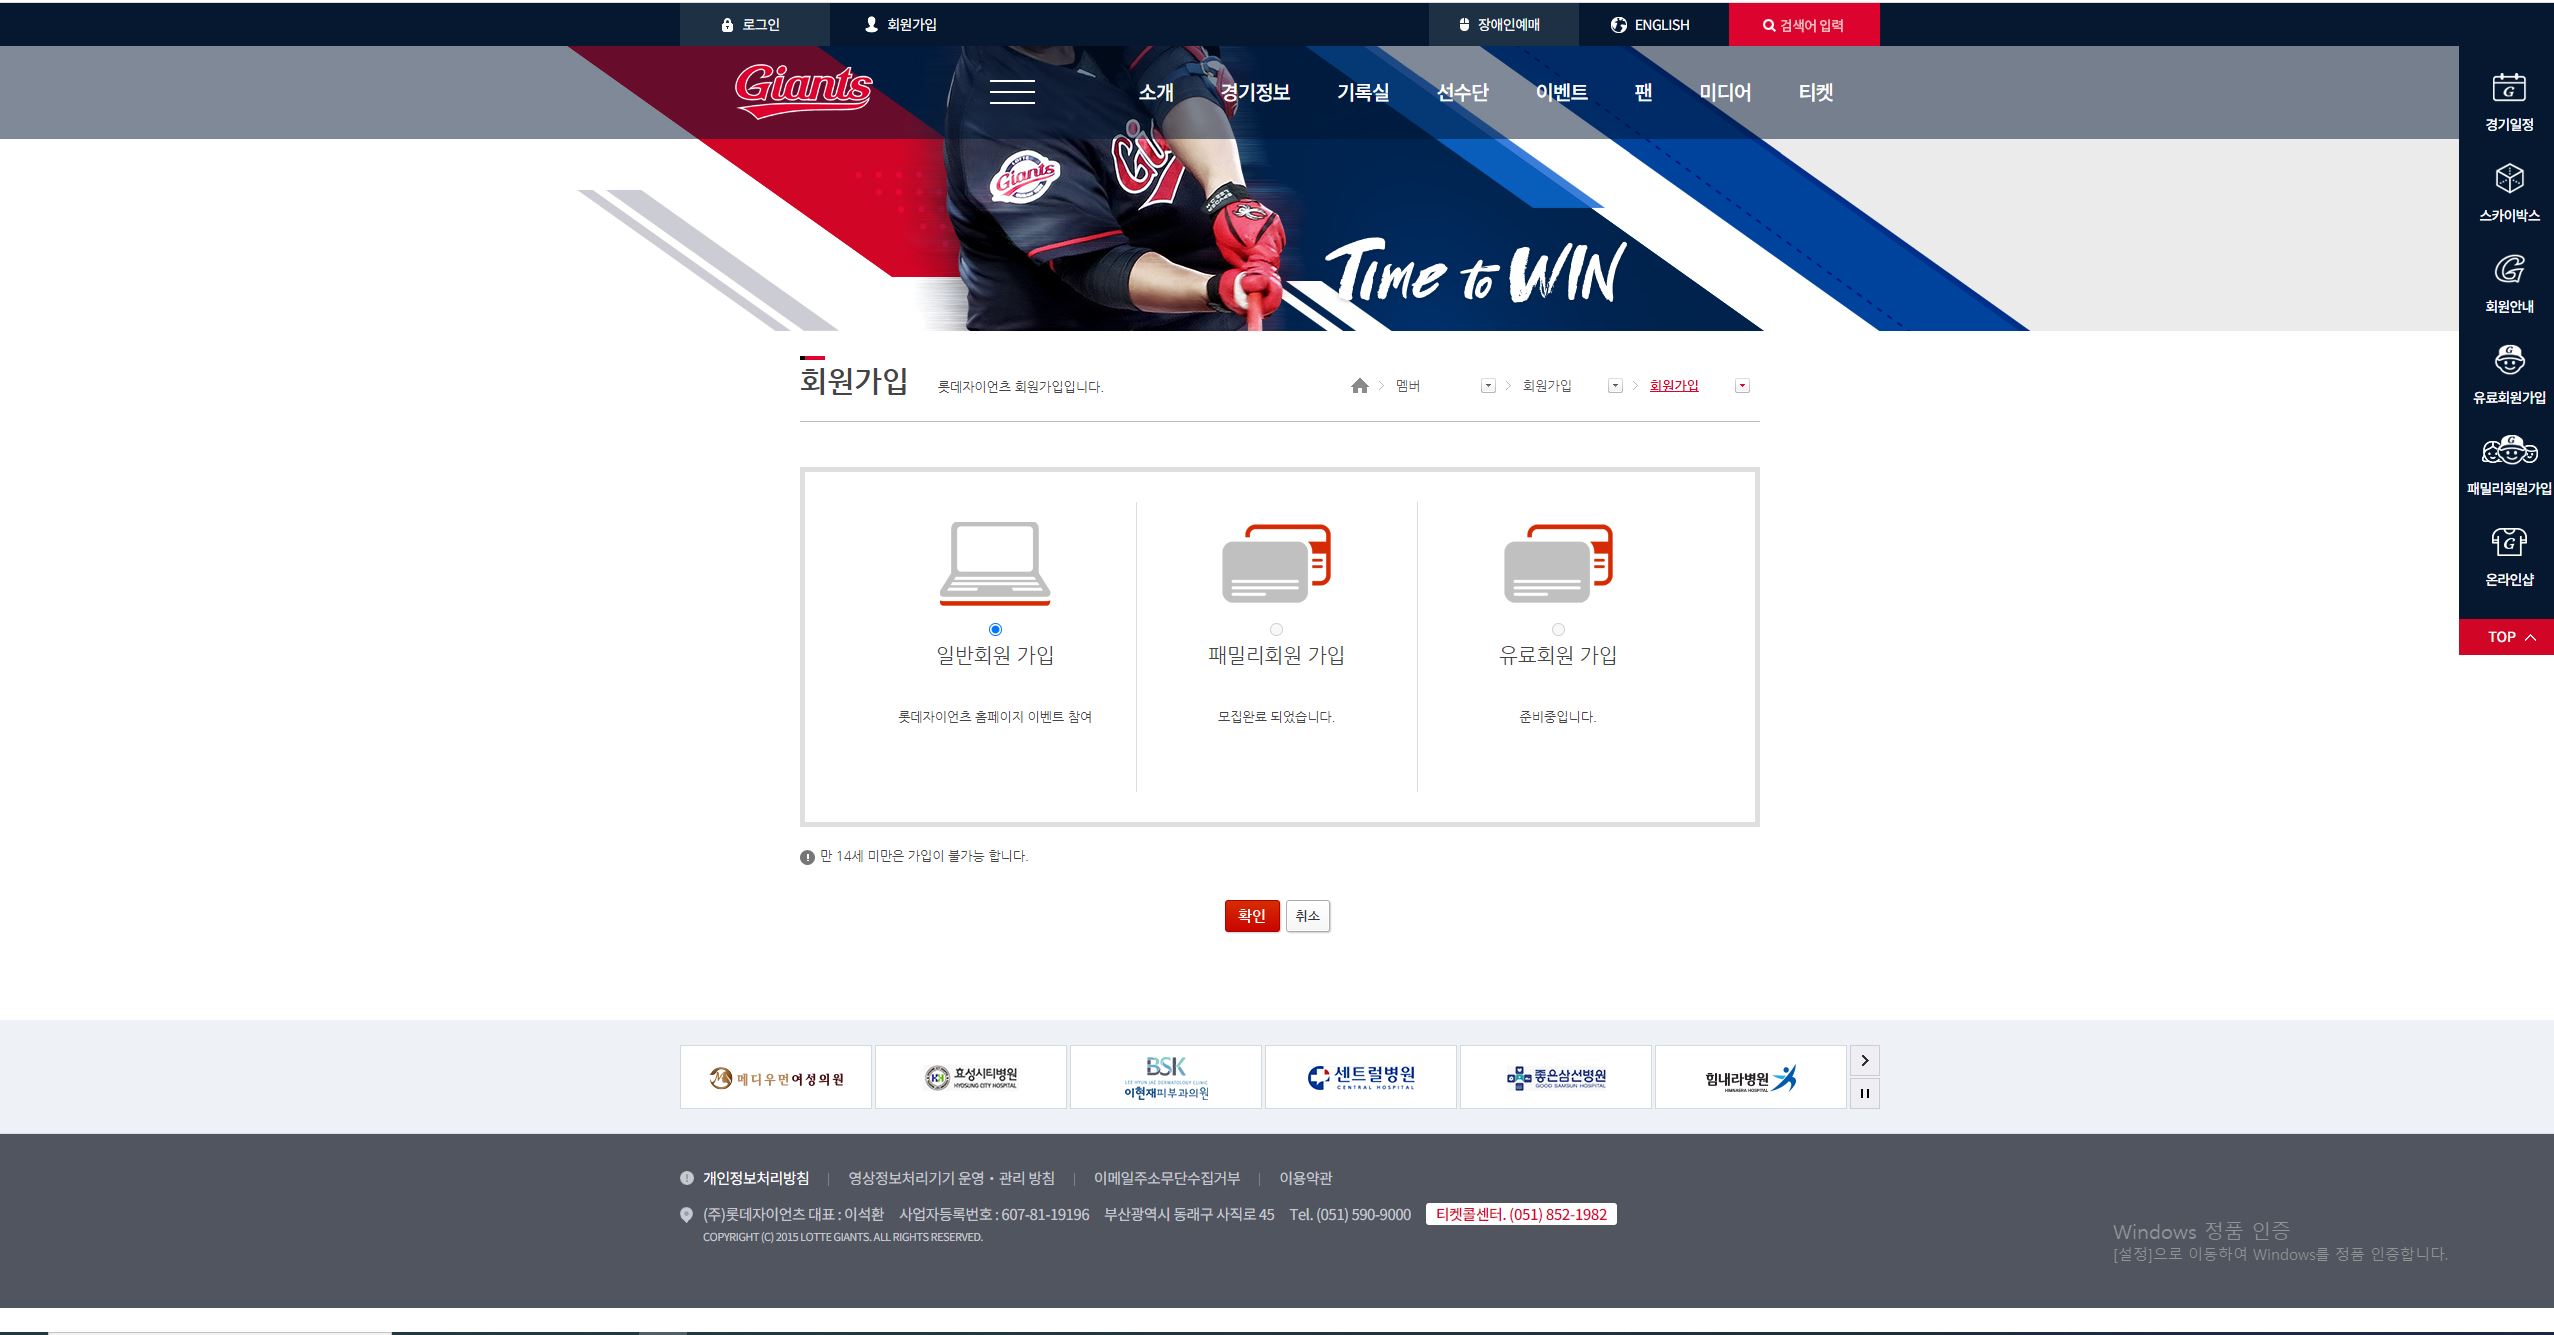 로그인 회원가입 장애인예매 ENGLISH 검색어 입력
Giants 소개 경기정보 기록실 선수단 이벤트 팬 미디어 티켓
Giants
TIME to WIN
경기일정
스카이박스
회원안내
유료회원가입
패밀리회원가입
온라인샵
TOP
회원가입 롯데자이언츠 회원가입입니다. 멤버 회원가입 회원가입
일반회원 가입 패밀리회원 가입 유료회원 가입
롯데자이언츠 홈페이지 이벤트 참여 모집완료 되었습니다. 준비중입니다.
만 14세 미만은 가입이 불가능 합니다.
확인 취소
메디우먼여성의원
효성시티병원
HYOSUNG CITY HOSPITAL
BSK
LEE HYUN JAE DERMATOLOGY CLINIC
이현재피부과의원
센트럴병원
CENTRAL HOSPITAL
좋은삼선병원
GOOD SAMSUN HOSPITAL
힘내라병원
HIMNAERA HOSPITAL
개인정보처리방침 영상정보처리기기 운영・관리 방침 이메일주소무단수집거부 이용약관
(주)롯데자이언츠 대표 : 이석환 사업자등록번호 : 607-81-19196 부산광역시 동래구 사직로 45 Tel. (051) 590-9000 티켓콜센터. (051) 852-1982
COPYRIGHT (C) 2015 LOTTE GIANTS. ALL RIGHTS RESERVED.
Windows 정품 인증
[설정]으로 이동하여 Windows를 정품 인증합니다.